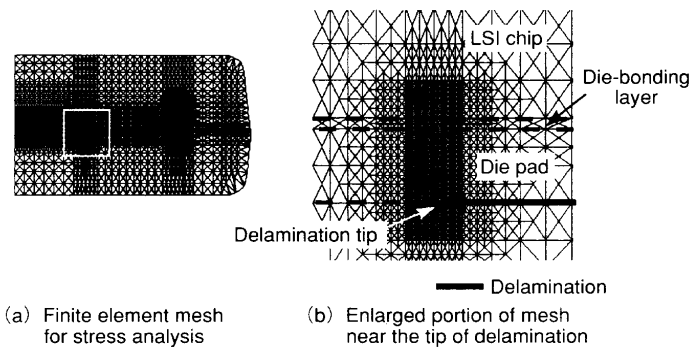 LSI chip
Die-bonding
layer
Die pad
Delamination tip
Delamination
(a) Finite element mesh
for stress analysis
(b) Enlarged portion of mesh
near the tip of delamination